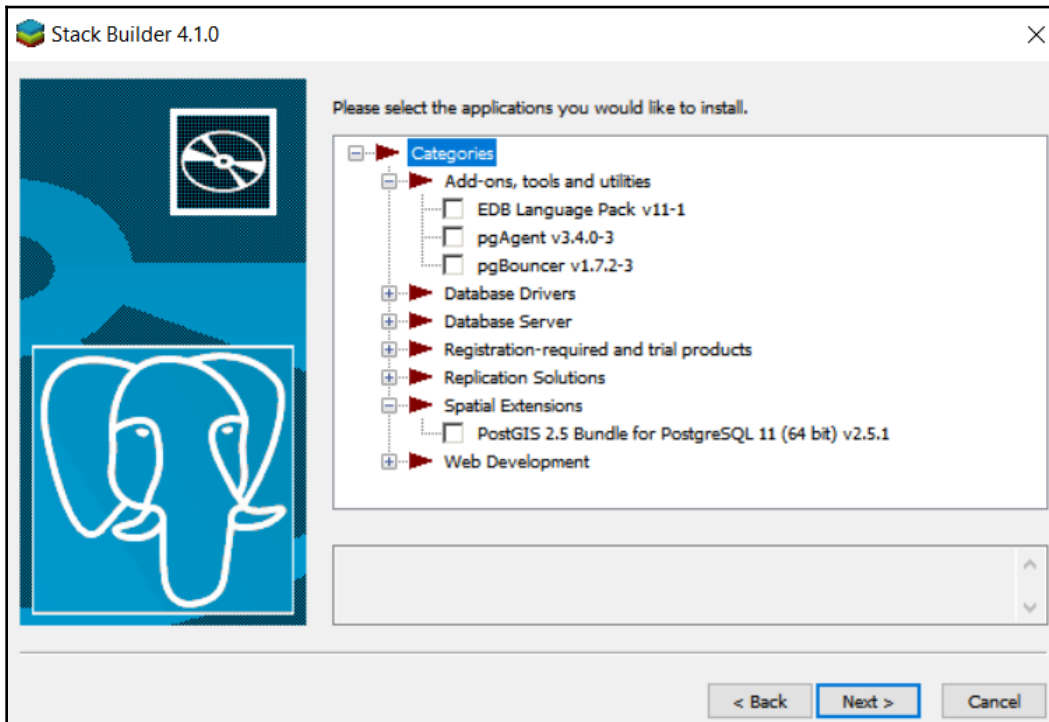 Stack Builder 4.1.0
Please select the applications you would like to install.
Categories
Add-ons, tools and utilities
EDB Language Pack v11-1
pgAgent v3.4.0-3
pgBouncer v1.7.2-3
Database Drivers
Database Server
Registration-required and trial products
Replication Solutions
Spatial Extensions
PostGIS 2.5 Bundle for PostgreSQL 11 (64 bit) v2.5.1
Web Development
< Back Next > Cancel